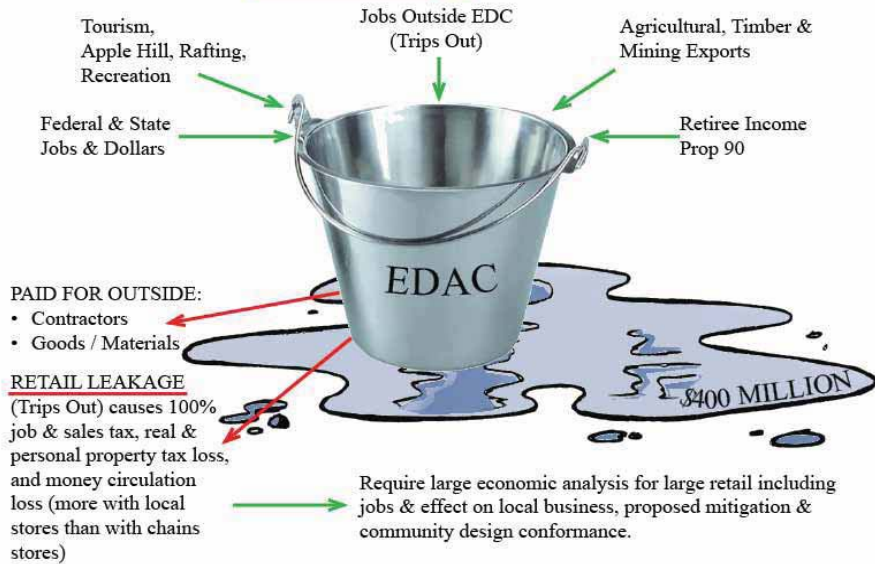 Tourism,
Apple Hill, Rafting,
Recreation
Jobs Outside EDC
(Trips Out)
Agricultural, Timber &
Mining Exports
Federal & State
Jobs & Dollars
Retiree Income
Prop 90
EDAC
PAID FOR OUTSIDE:
• Contractors
• Goods / Materials
$400 MILLION
RETAIL LEAKAGE
(Trips Out) causes 100%
job & sales tax, real &
personal property tax loss,
and money circulation
loss (more with local
stores than with chains
stores)
Require large economic analysis for large retail including
jobs & effect on local business, proposed mitigation &
community design conformance.